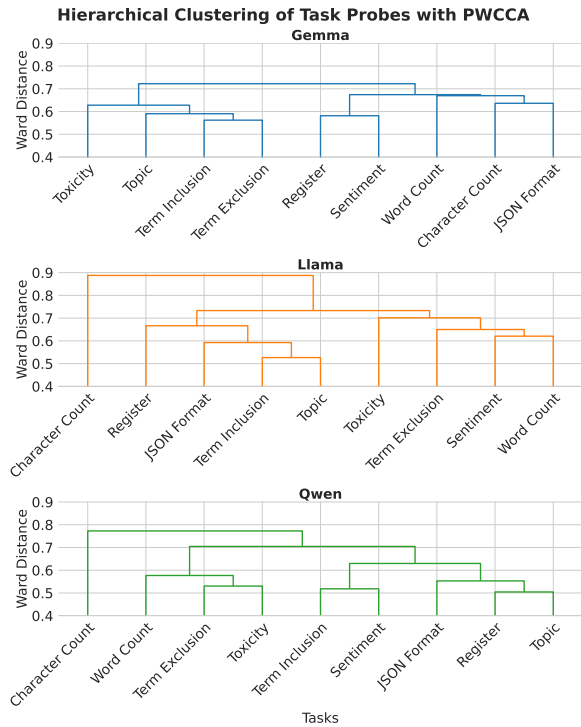 Hierarchical Clustering of Task Probes with PWCCA
Gemma
Ward Distance
0.9
0.8
0.7
0.6
0.5
0.4
Toxicity
Topic
Term Inclusion
Term Exclusion
Register
Sentiment
Word Count
Character Count
JSON Format
Llama
Ward Distance
0.9
0.8
0.7
0.6
0.5
0.4
Character Count
Register
JSON Format
Term Inclusion
Topic
Toxicity
Term Exclusion
Sentiment
Word Count
Qwen
Ward Distance
0.9
0.8
0.7
0.6
0.5
0.4
Character Count
Word Count
Term Exclusion
Toxicity
Term Inclusion
Sentiment
JSON Format
Register
Topic
Tasks